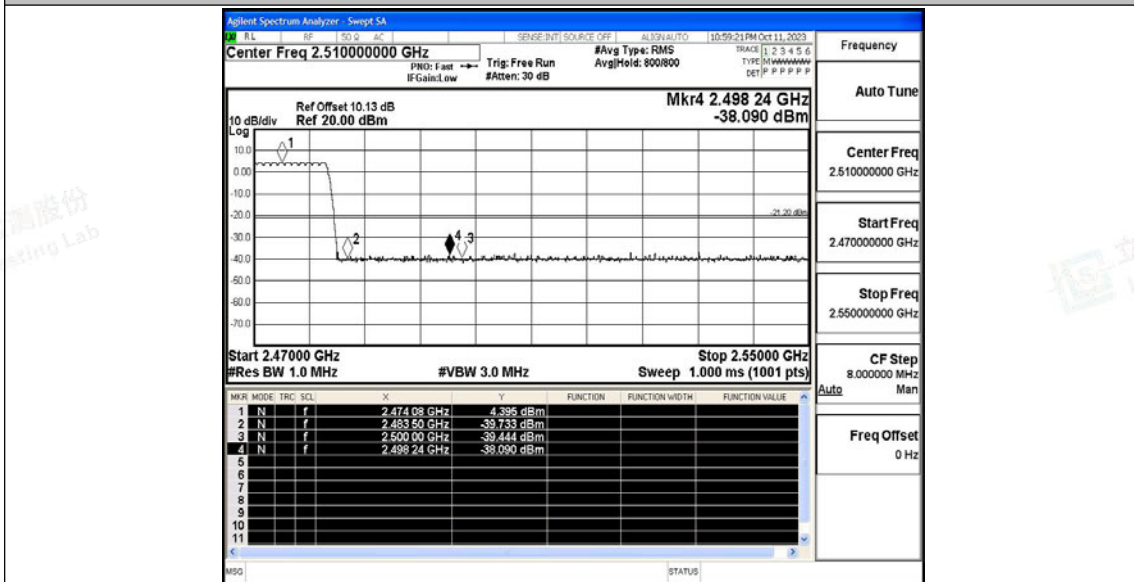 Agilent Spectrum Analyzer - Swept SA
RL RF 50 Ω AC SENSE:INT SOURCE OFF ALIGNAUTO 10:59:21PM Oct 11, 2023
Center Freq 2.510000000 GHz
PNO: Fast
IFGain:Low
Trig: Free Run
#Atten: 30 dB
#Avg Type: RMS
Avg|Hold: 800/800
TRACE 1 2 3 4 5 6
TYPE M
DET P P P P P P
Mkr4 2.498 24 GHz
-38.090 dBm
Ref Offset 10.13 dB
Ref 20.00 dBm
10 dB/div
Log
10.0
0.00
-10.0
-20.0
-30.0
-40.0
-50.0
-60.0
-70.0
1
2
4
3
-21.20 dBm
Start 2.47000 GHz
Stop 2.55000 GHz
#Res BW 1.0 MHz
#VBW 3.0 MHz
Sweep 1.000 ms (1001 pts)
MKR MODE TRC SCL X Y FUNCTION FUNCTION WIDTH FUNCTION VALUE
1 N f 2.474 08 GHz 4.395 dBm
2 N f 2.483 50 GHz -39.733 dBm
3 N f 2.500 00 GHz -39.444 dBm
4 N f 2.498 24 GHz -38.090 dBm
5
6
7
8
9
10
11
MSG
STATUS
Frequency
Auto Tune
Center Freq
2.510000000 GHz
Start Freq
2.470000000 GHz
Stop Freq
2.550000000 GHz
CF Step
8.000000 MHz
Auto Man
Freq Offset
0 Hz
测股份
Testing Lab
立